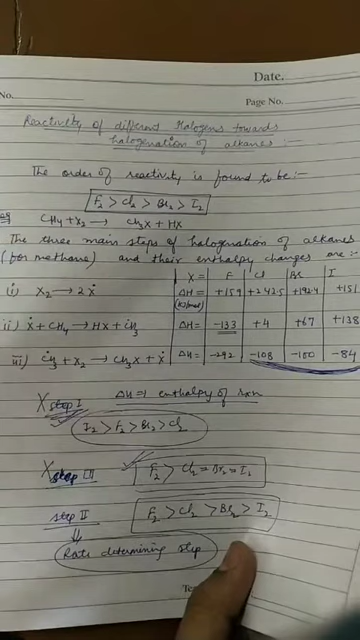 Date.
No.
Page No.
Reactivity of different Halogens towards
halogenation of alkanes :-
The order of reactivity is found to be:-
F₂ > Cl₂ > Br₂ > I₂
eg CH₄ + X₂ → CH₃X + HX
The three main steps of halogenation of alkanes
(for methane) and their enthalpy changes are :-
X = F Cl Br I
(i) X₂ → 2Ẋ ΔH = (kJ/mol) +159 +242.5 +192.4 +151
ii) Ẋ + CH₄ → HX + ĊH₃ ΔH = -133 +4 +67 +138
iii) ĊH₃ + X₂ → CH₃X + Ẋ ΔH = -292 -108 -100 -84
X step I ΔH = enthalpy of rxn
I₂ > F₂ > Br₂ > Cl₂
X step III F₂ > Cl₂ = Br₂ = I₂
step II F₂ > Cl₂ > Br₂ > I₂
Rate determining step